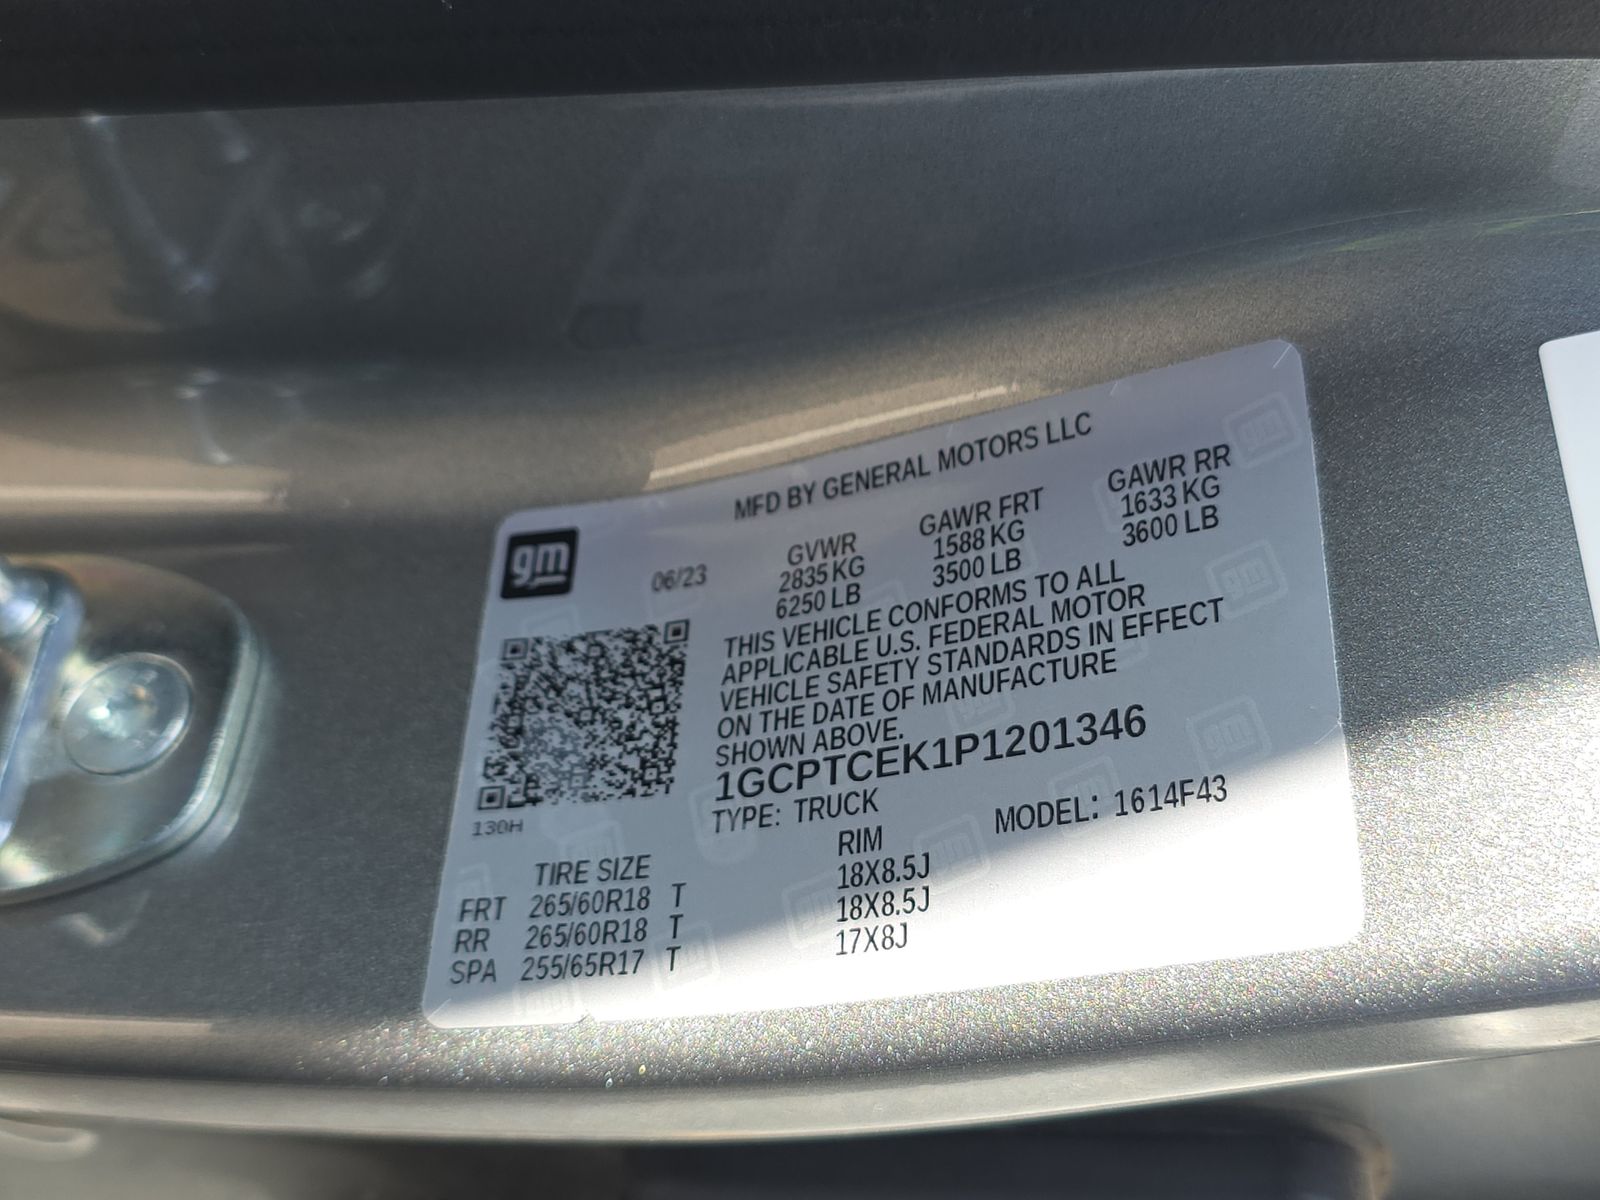 MFD BY GENERAL MOTORS LLC
gm
06/23
GVWR
2835 KG
6250 LB
GAWR FRT
1588 KG
3500 LB
GAWR RR
1633 KG
3600 LB
THIS VEHICLE CONFORMS TO ALL
APPLICABLE U.S. FEDERAL MOTOR
VEHICLE SAFETY STANDARDS IN EFFECT
ON THE DATE OF MANUFACTURE
SHOWN ABOVE.
1GCPTCEK1P1201346
TYPE: TRUCK
MODEL: 1614F43
130H
TIRE SIZE RIM
FRT 265/60R18 T 18X8.5J
RR 265/60R18 T 18X8.5J
SPA 255/65R17 T 17X8J